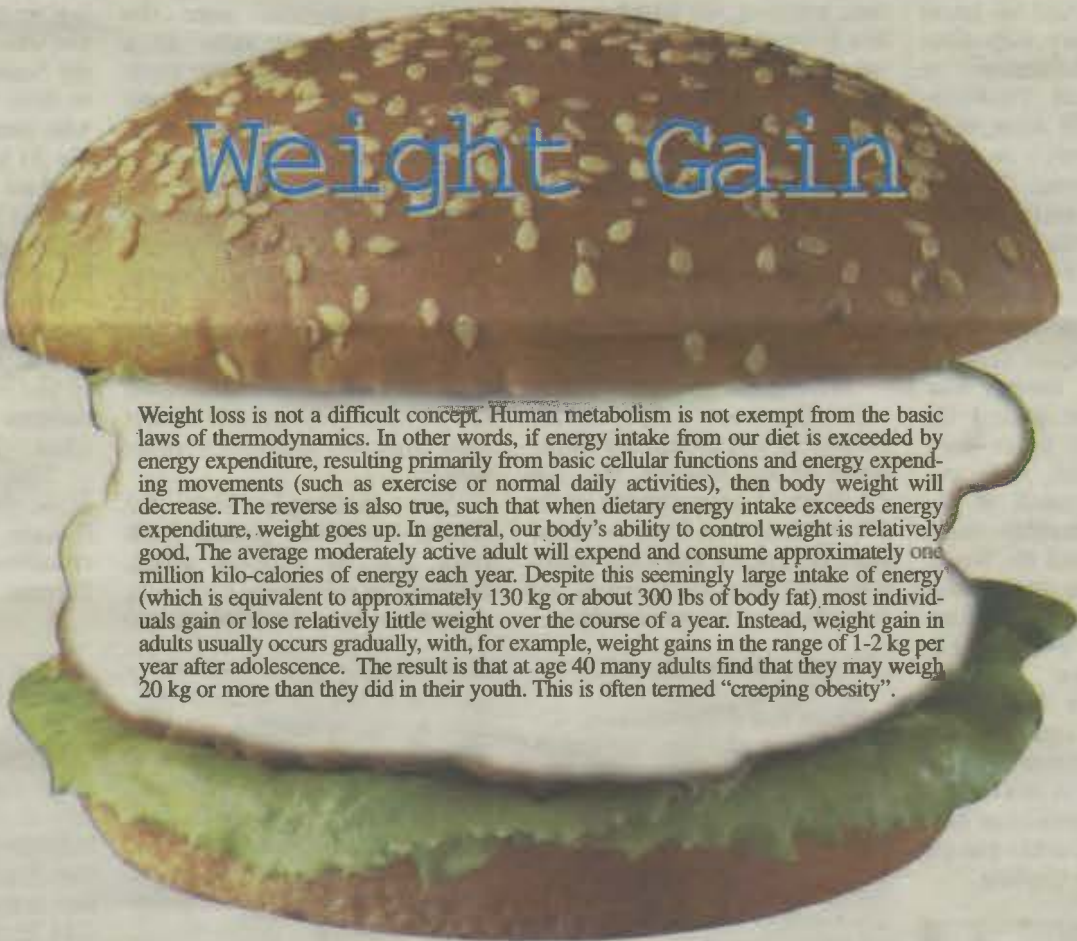 Weight Gain
Weight loss is not a difficult concept. Human metabolism is not exempt from the basic
laws of thermodynamics. In other words, if energy intake from our diet is exceeded by
energy expenditure, resulting primarily from basic cellular functions and energy expend-
ing movements (such as exercise or normal daily activities), then body weight will
decrease. The reverse is also true, such that when dietary energy intake exceeds energy
expenditure, weight goes up. In general, our body's ability to control weight is relatively
good. The average moderately active adult will expend and consume approximately one
million kilo-calories of energy each year. Despite this seemingly large intake of energy
(which is equivalent to approximately 130 kg or about 300 lbs of body fat) most individ-
uals gain or lose relatively little weight over the course of a year. Instead, weight gain in
adults usually occurs gradually, with, for example, weight gains in the range of 1-2 kg per
year after adolescence. The result is that at age 40 many adults find that they may weigh
20 kg or more than they did in their youth. This is often termed "creeping obesity".